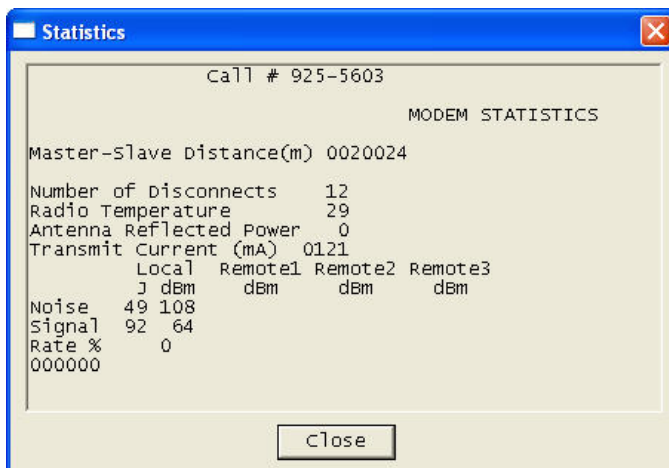 Statistics
Call # 925-5603
MODEM STATISTICS
Master-Slave Distance(m) 0020024
Number of Disconnects 12
Radio Temperature 29
Antenna Reflected Power 0
Transmit Current (mA) 0121
Local Remote1 Remote2 Remote3
J dBm dBm dBm dBm
Noise 49 108
Signal 92 64
Rate % 0
000000
Close